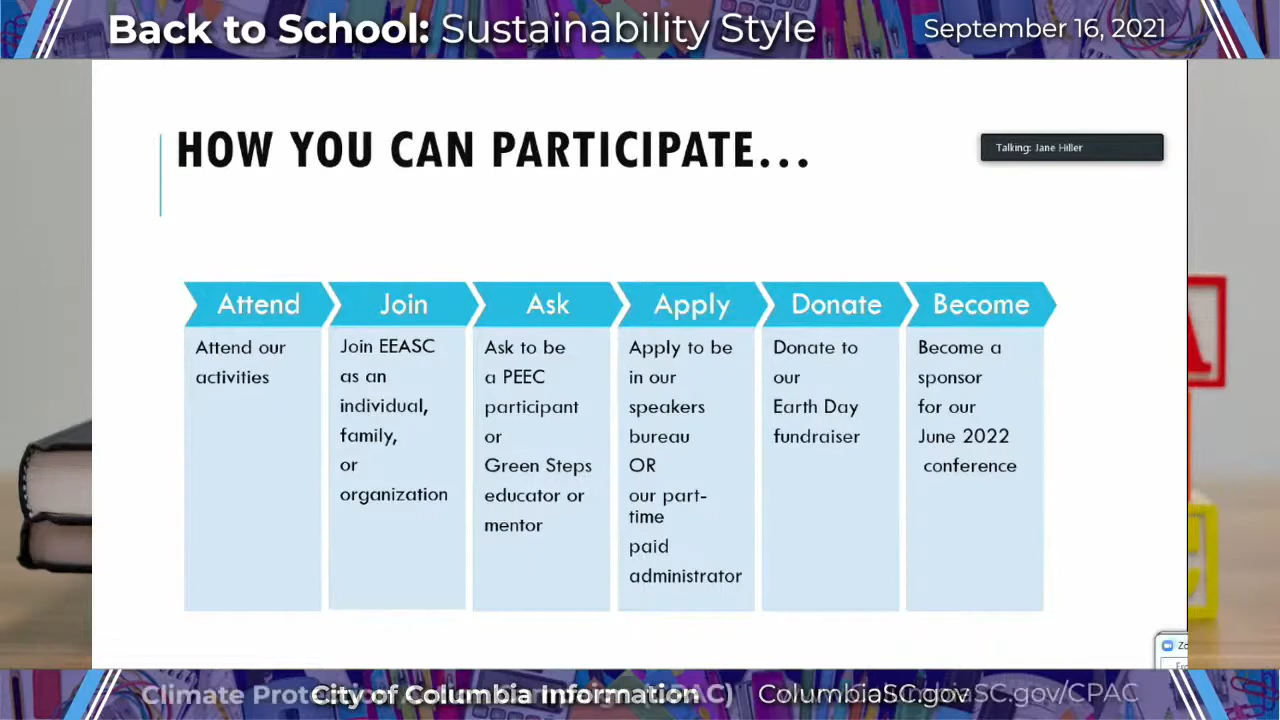 Back to School: Sustainability Style
September 16, 2021
HOW YOU CAN PARTICIPATE...
Talking: Jane Hiller
Attend
Join
Ask
Apply
Donate
Become
Attend our
activities
Join EEASC
as an
individual,
family,
or
organization
Ask to be
a PEEC
participant
or
Green Steps
educator or
mentor
Apply to be
in our
speakers
bureau
OR
our part-
time
paid
administrator
Donate to
our
Earth Day
fundraiser
Become a
sponsor
for our
June 2022
conference
City of Columbia Information
ColumbiaSC.gov